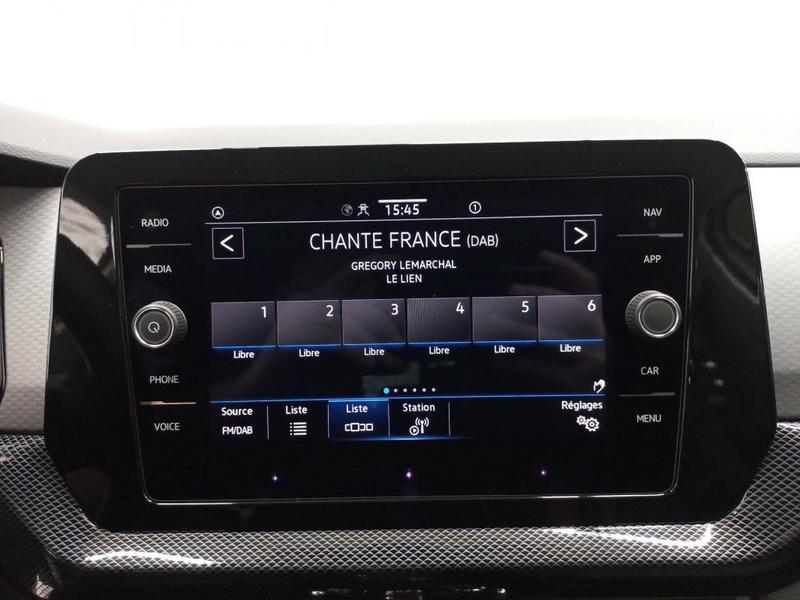 RADIO
MEDIA
PHONE
VOICE
15:45
1
< CHANTE FRANCE (DAB) >
GREGORY LEMARCHAL
LE LIEN
1 2 3 4 5 6
Libre Libre Libre Libre Libre Libre
Source Liste Liste Station Réglages
FM/DAB
NAV
APP
CAR
MENU